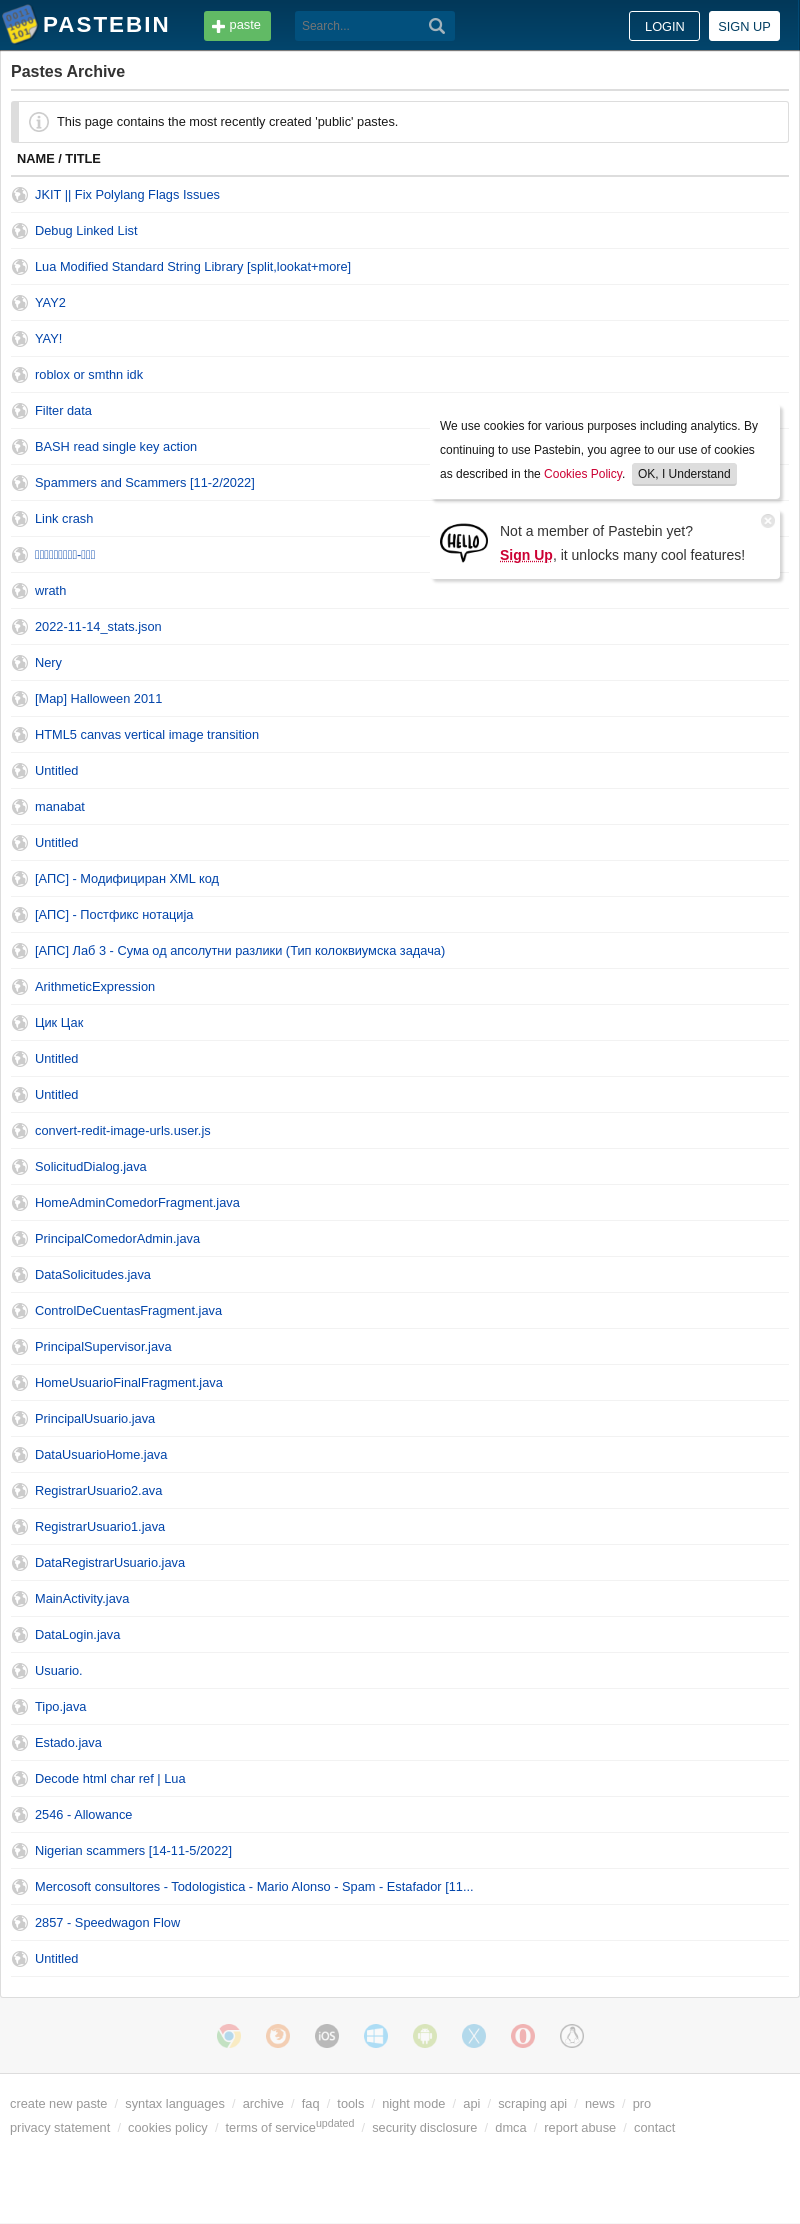 PASTEBIN
paste
Search...
LOGIN
SIGN UP
Pastes Archive
This page contains the most recently created 'public' pastes.
NAME / TITLE
JKIT || Fix Polylang Flags Issues
Debug Linked List
Lua Modified Standard String Library [split,lookat+more]
YAY2
YAY!
roblox or smthn idk
Filter data
BASH read single key action
Spammers and Scammers [11-2/2022]
Link crash
wrath
2022-11-14_stats.json
Nery
[Map] Halloween 2011
HTML5 canvas vertical image transition
Untitled
manabat
Untitled
[АПС] - Модифициран XML код
[АПС] - Постфикс нотација
[АПС] Лаб 3 - Сума од апсолутни разлики (Тип колоквиумска задача)
ArithmeticExpression
Цик Цак
Untitled
Untitled
convert-redit-image-urls.user.js
SolicitudDialog.java
HomeAdminComedorFragment.java
PrincipalComedorAdmin.java
DataSolicitudes.java
ControlDeCuentasFragment.java
PrincipalSupervisor.java
HomeUsuarioFinalFragment.java
PrincipalUsuario.java
DataUsuarioHome.java
RegistrarUsuario2.ava
RegistrarUsuario1.java
DataRegistrarUsuario.java
MainActivity.java
DataLogin.java
Usuario.
Tipo.java
Estado.java
Decode html char ref | Lua
2546 - Allowance
Nigerian scammers [14-11-5/2022]
Mercosoft consultores - Todologistica - Mario Alonso - Spam - Estafador [11...
2857 - Speedwagon Flow
Untitled
We use cookies for various purposes including analytics. By
continuing to use Pastebin, you agree to our use of cookies
as described in the Cookies Policy. OK, I Understand
HELLO
Not a member of Pastebin yet?
Sign Up, it unlocks many cool features!
iOS
create new paste / syntax languages / archive / faq / tools / night mode / api / scraping api / news / pro
privacy statement / cookies policy / terms of serviceupdated / security disclosure / dmca / report abuse / contact